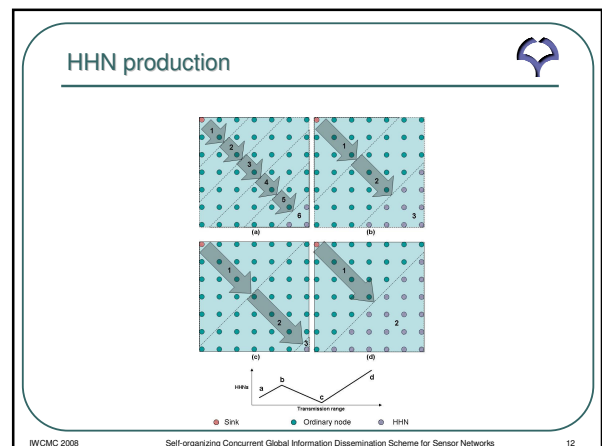 HHN production
1
2
3
4
5
6
(a)
1
2
3
(b)
1
2
3
(c)
1
2
(d)
HHNs
a
b
c
d
Transmission range
Sink
Ordinary node
HHN
IWCMC 2008
Self-organizing Concurrent Global Information Dissemination Scheme for Sensor Networks
12